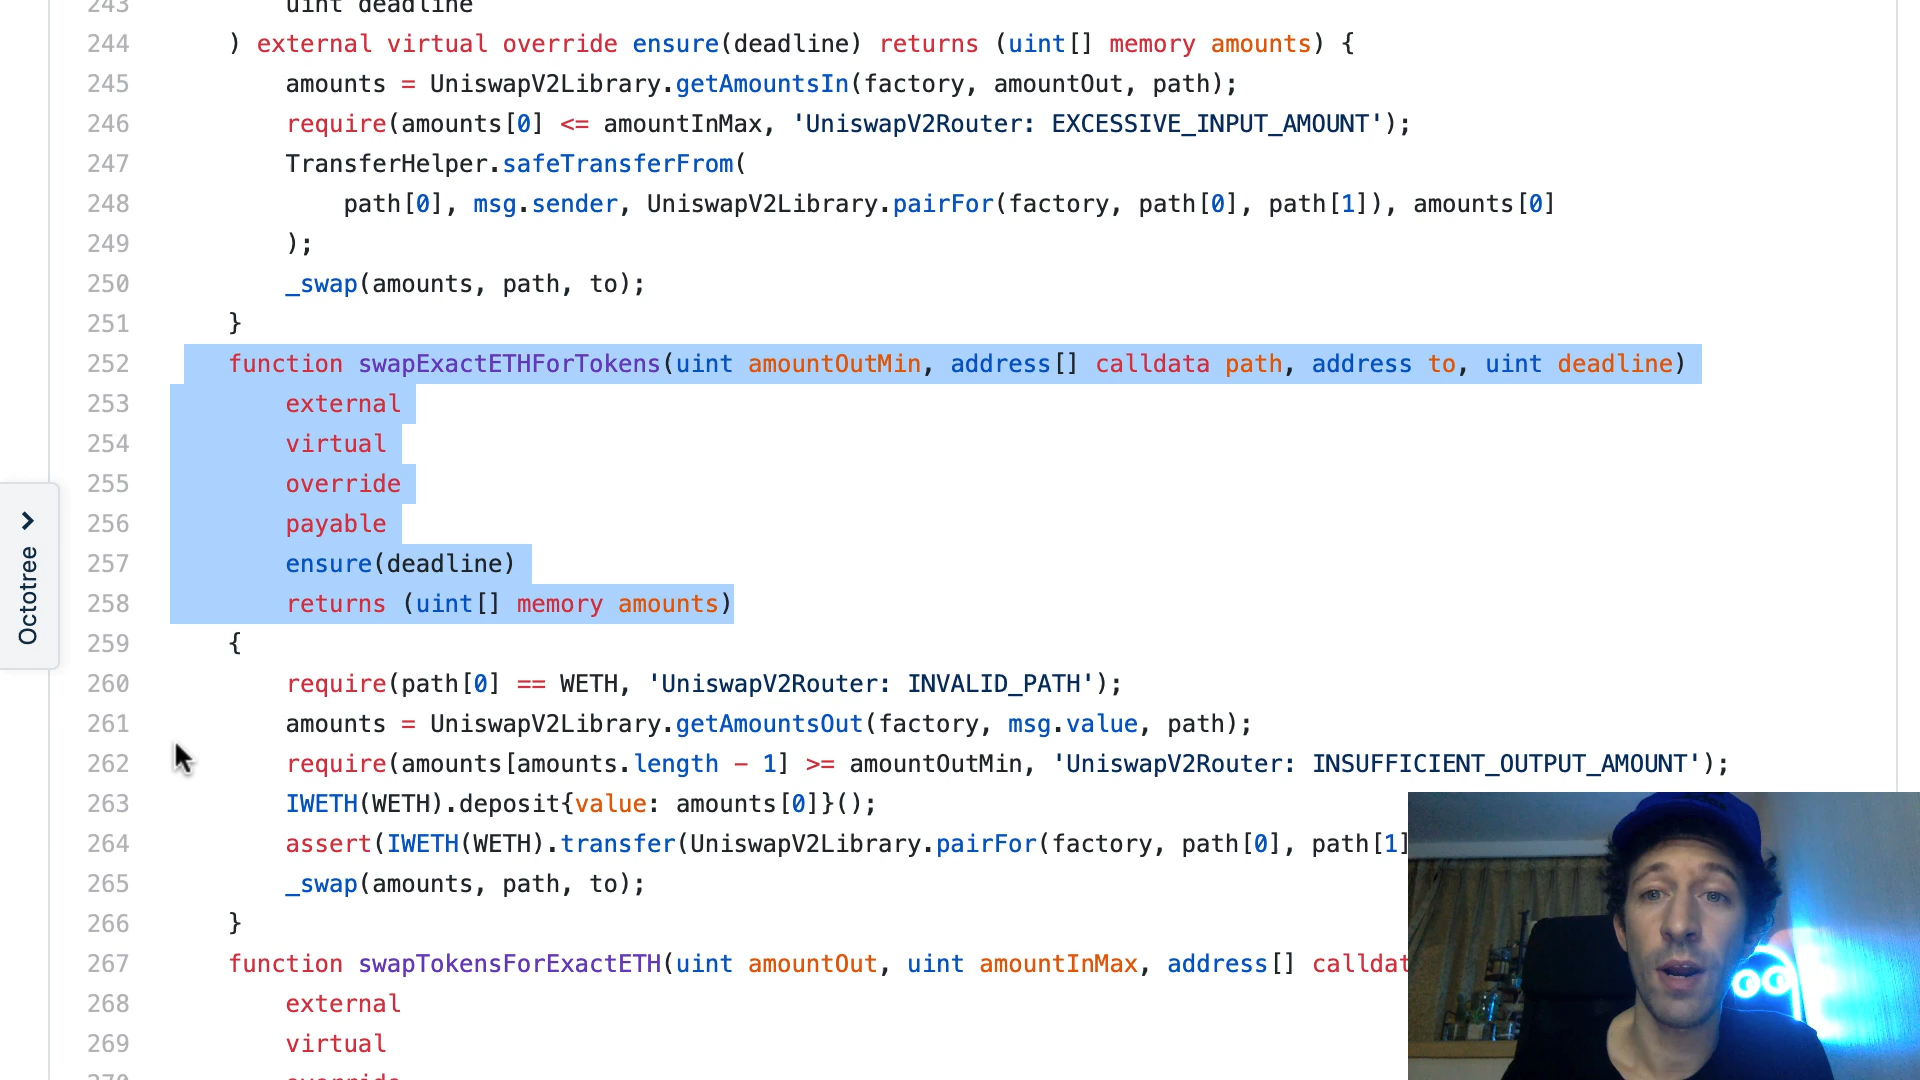 243 uint deadline
244 ) external virtual override ensure(deadline) returns (uint[] memory amounts) {
245 amounts = UniswapV2Library.getAmountsIn(factory, amountOut, path);
246 require(amounts[0] <= amountInMax, 'UniswapV2Router: EXCESSIVE_INPUT_AMOUNT');
247 TransferHelper.safeTransferFrom(
248 path[0], msg.sender, UniswapV2Library.pairFor(factory, path[0], path[1]), amounts[0]
249 );
250 _swap(amounts, path, to);
251 }
252 function swapExactETHForTokens(uint amountOutMin, address[] calldata path, address to, uint deadline)
253 external
254 virtual
255 override
256 payable
257 ensure(deadline)
258 returns (uint[] memory amounts)
259 {
260 require(path[0] == WETH, 'UniswapV2Router: INVALID_PATH');
261 amounts = UniswapV2Library.getAmountsOut(factory, msg.value, path);
262 require(amounts[amounts.length - 1] >= amountOutMin, 'UniswapV2Router: INSUFFICIENT_OUTPUT_AMOUNT');
263 IWETH(WETH).deposit{value: amounts[0]}();
264 assert(IWETH(WETH).transfer(UniswapV2Library.pairFor(factory, path[0], path[1]
265 _swap(amounts, path, to);
266 }
267 function swapTokensForExactETH(uint amountOut, uint amountInMax, address[] calldat
268 external
269 virtual
270 override
Octotree